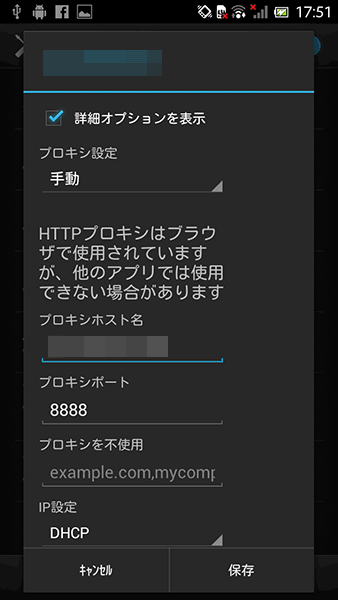 17:51
詳細オプションを表示
プロキシ設定
手動
HTTPプロキシはブラウ
ザで使用されています
が、他のアプリでは使用
できない場合があります
プロキシホスト名
プロキシポート
8888
プロキシを不使用
example.com,mycomp
IP設定
DHCP
ｷｬﾝｾﾙ
保存